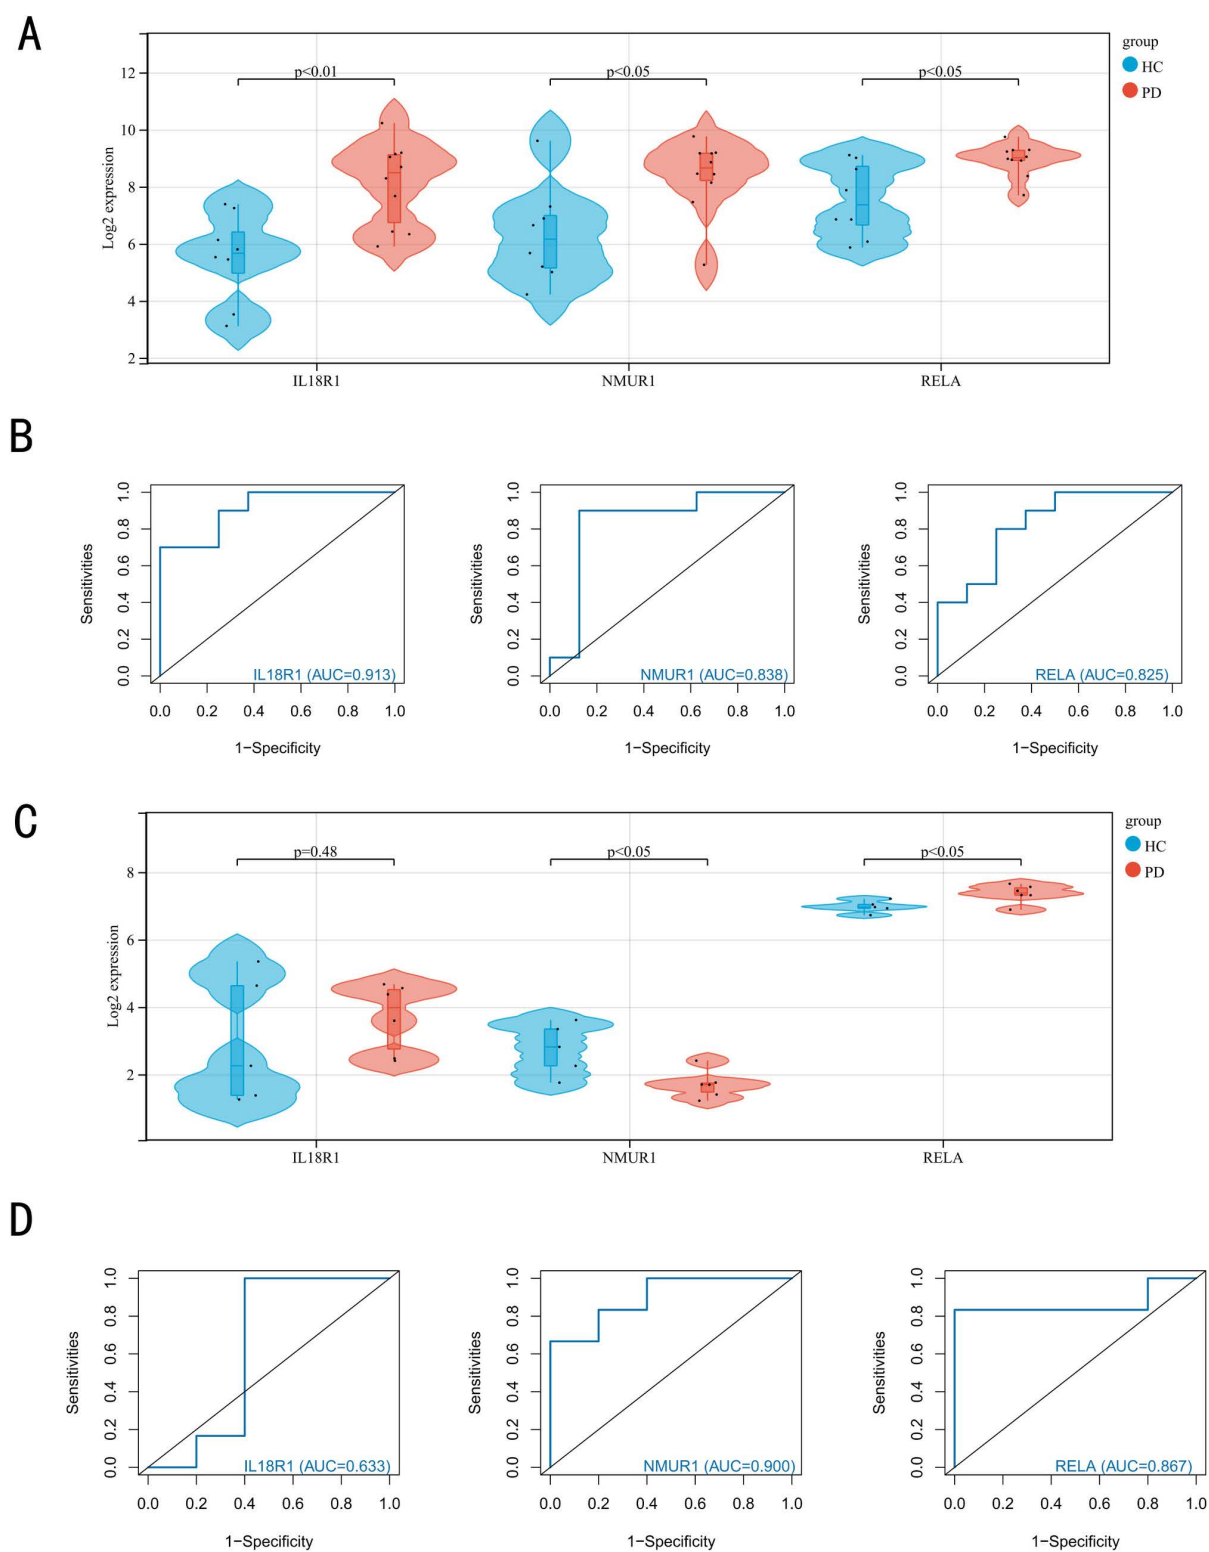 A
group
HC
PD
p<0.01
p<0.05
p<0.05
12
10
8
6
4
2
Log2 expression
IL18R1
NMUR1
RELA
B
1.0
0.8
0.6
0.4
0.2
0.0
Sensitivities
IL18R1 (AUC=0.913)
0.0 0.2 0.4 0.6 0.8 1.0
1−Specificity
1.0
0.8
0.6
0.4
0.2
0.0
Sensitivities
NMUR1 (AUC=0.838)
0.0 0.2 0.4 0.6 0.8 1.0
1−Specificity
1.0
0.8
0.6
0.4
0.2
0.0
Sensitivities
RELA (AUC=0.825)
0.0 0.2 0.4 0.6 0.8 1.0
1−Specificity
C
group
HC
PD
p=0.48
p<0.05
p<0.05
8
6
4
2
Log2 expression
IL18R1
NMUR1
RELA
D
1.0
0.8
0.6
0.4
0.2
0.0
Sensitivities
IL18R1 (AUC=0.633)
0.0 0.2 0.4 0.6 0.8 1.0
1−Specificity
1.0
0.8
0.6
0.4
0.2
0.0
Sensitivities
NMUR1 (AUC=0.900)
0.0 0.2 0.4 0.6 0.8 1.0
1−Specificity
1.0
0.8
0.6
0.4
0.2
0.0
Sensitivities
RELA (AUC=0.867)
0.0 0.2 0.4 0.6 0.8 1.0
1−Specificity